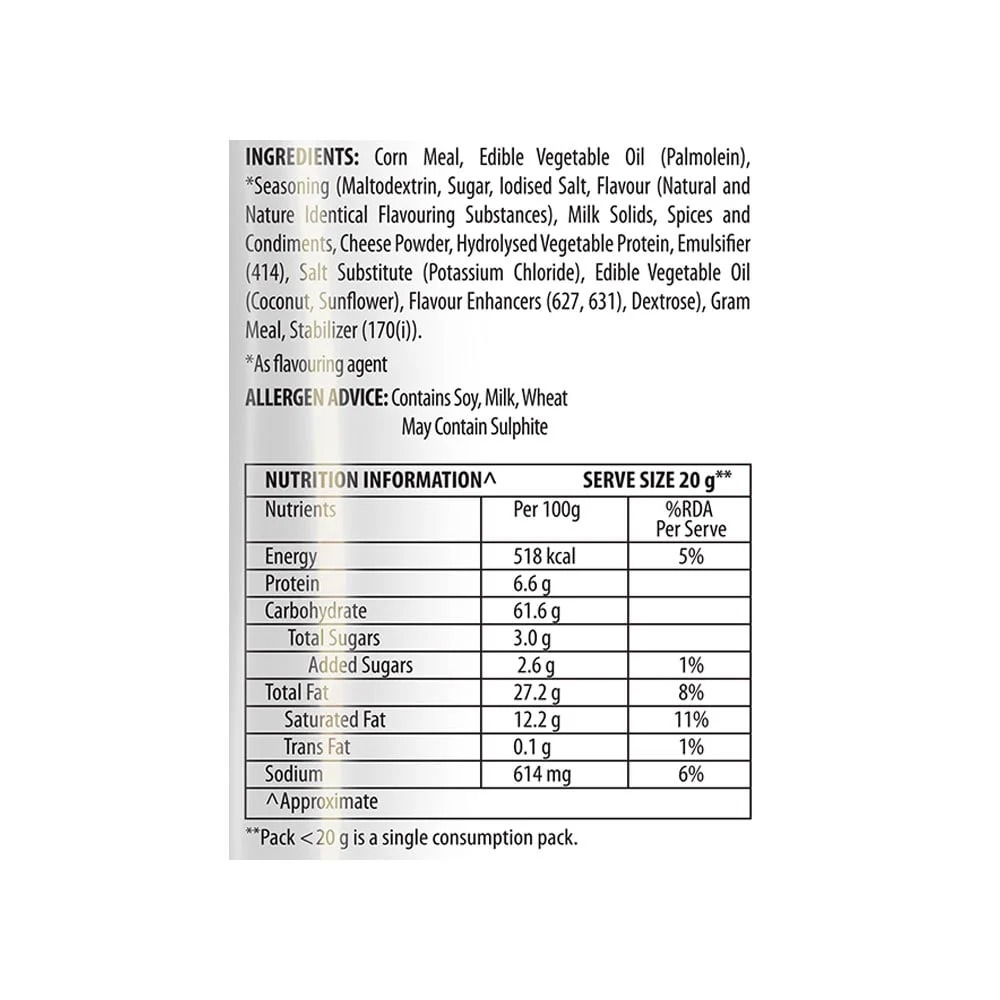 INGREDIENTS: Corn Meal, Edible Vegetable Oil (Palmolein),
*Seasoning (Maltodextrin, Sugar, Iodised Salt, Flavour (Natural and
Nature Identical Flavouring Substances), Milk Solids, Spices and
Condiments, Cheese Powder, Hydrolysed Vegetable Protein, Emulsifier
(414), Salt Substitute (Potassium Chloride), Edible Vegetable Oil
(Coconut, Sunflower), Flavour Enhancers (627, 631), Dextrose), Gram
Meal, Stabilizer (170(i)).
*As flavouring agent
ALLERGEN ADVICE: Contains Soy, Milk, Wheat
May Contain Sulphite
NUTRITION INFORMATION^ SERVE SIZE 20 g**
Nutrients Per 100g %RDA
Per Serve
Energy 518 kcal 5%
Protein 6.6 g
Carbohydrate 61.6 g
Total Sugars 3.0 g
Added Sugars 2.6 g 1%
Total Fat 27.2 g 8%
Saturated Fat 12.2 g 11%
Trans Fat 0.1 g 1%
Sodium 614 mg 6%
^Approximate
**Pack <20 g is a single consumption pack.